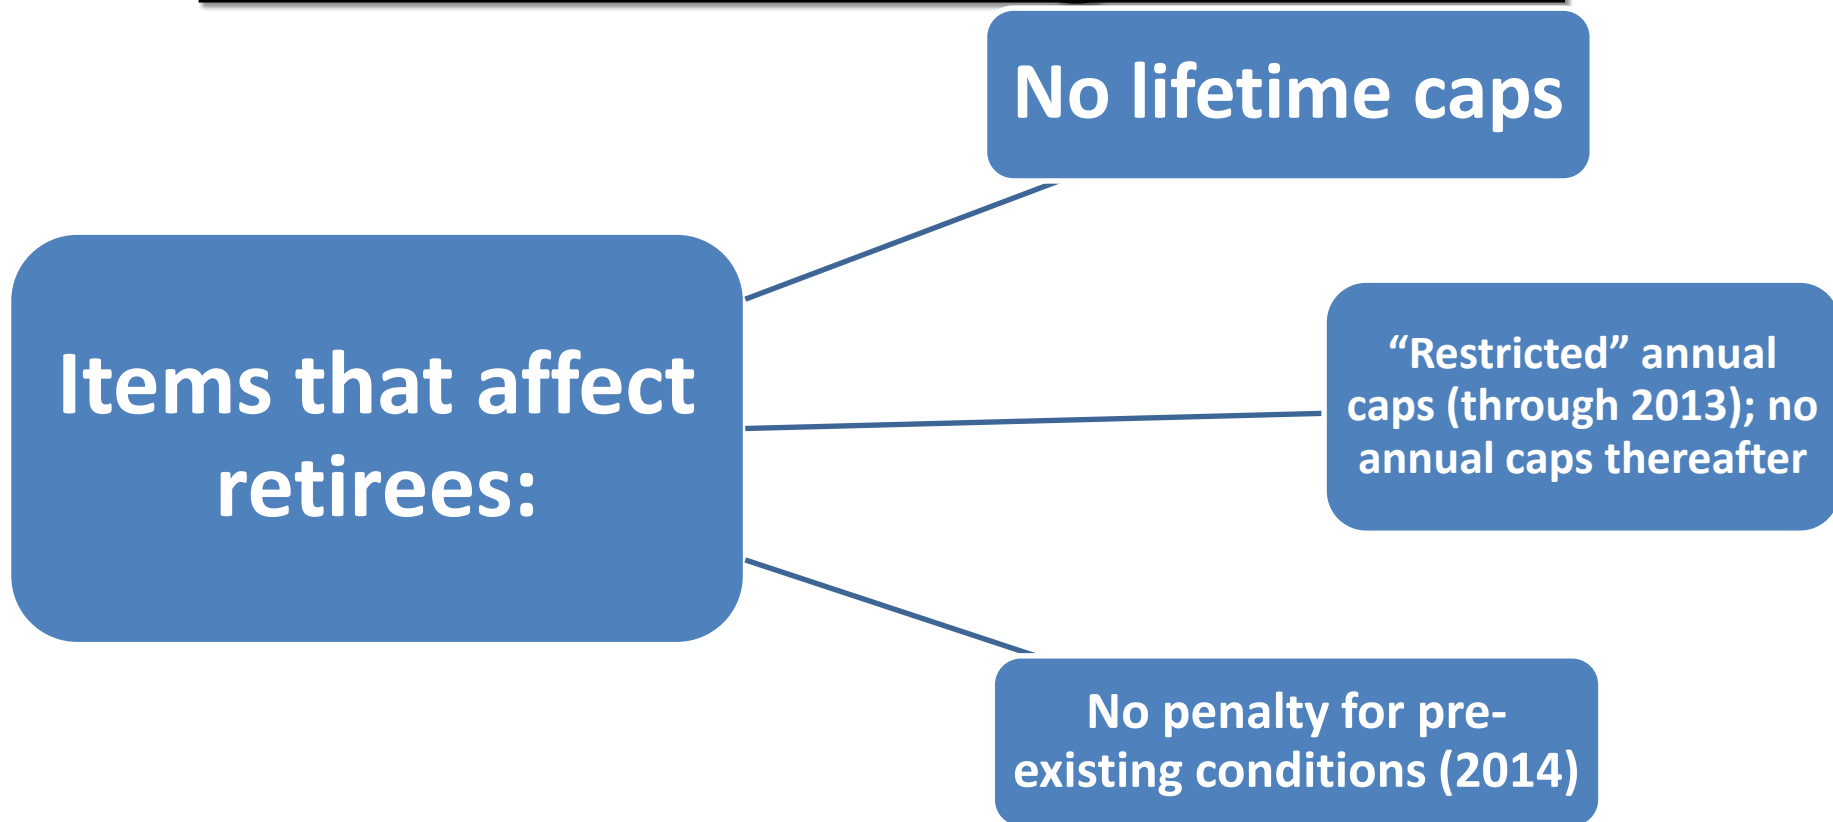 No lifetime caps
Items that affect
retirees:
“Restricted” annual
caps (through 2013); no
annual caps thereafter
No penalty for pre-
existing conditions (2014)